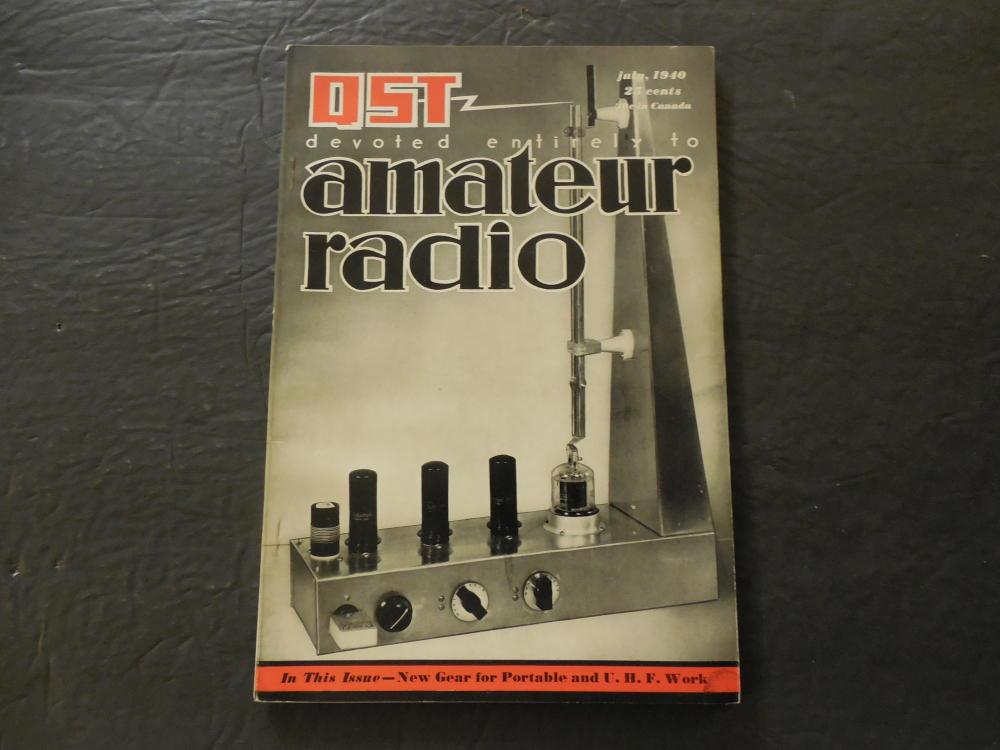 QST
july, 1940
25 cents
in Canada
devoted entirely to
amateur
radio
In This Issue—New Gear for Portable and U. H. F. Work